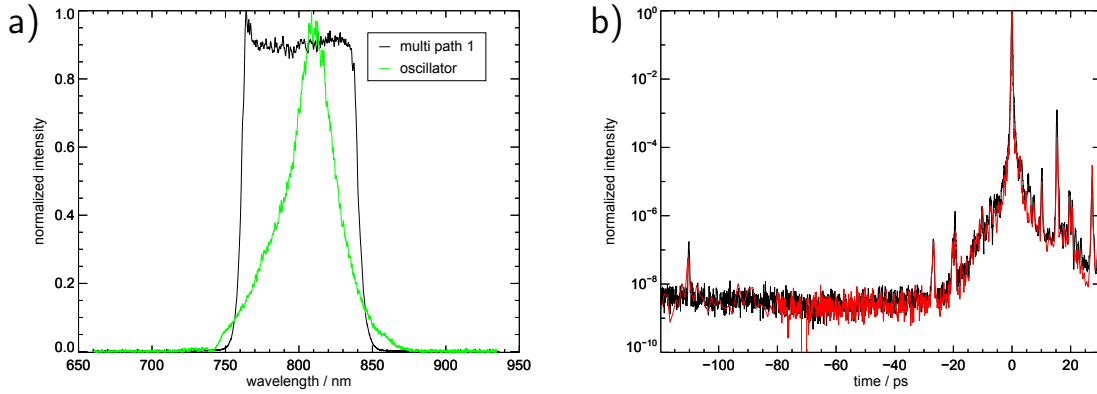 a)
normalized intensity
1.0
0.8
0.6
0.4
0.2
0.0
650 700 750 800 850 900 950
wavelength / nm
multi path 1
oscillator
b)
normalized intensity
10⁰
10⁻²
10⁻⁴
10⁻⁶
10⁻⁸
10⁻¹⁰
−100 −80 −60 −40 −20 0 20
time / ps